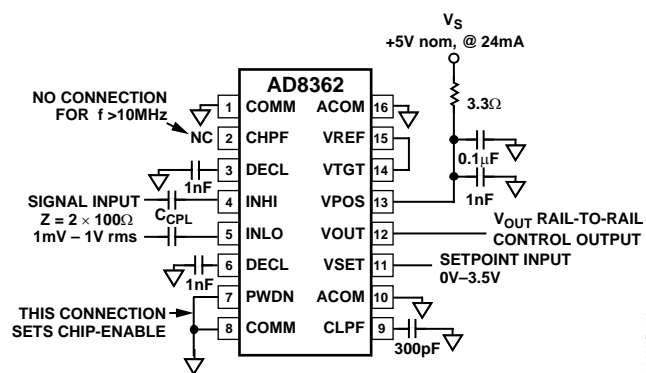 V_S
+5V nom, @ 24mA
3.3Ω
0.1μF
1nF
AD8362
NO CONNECTION
FOR f >10MHz
NC
1nF
SIGNAL INPUT
Z = 2 × 100Ω
1mV – 1V rms
C_CPL
1nF
THIS CONNECTION
SETS CHIP-ENABLE
1 COMM
2 CHPF
3 DECL
4 INHI
5 INLO
6 DECL
7 PWDN
8 COMM
ACOM 16
VREF 15
VTGT 14
VPOS 13
VOUT 12
VSET 11
ACOM 10
CLPF 9
V_OUT RAIL-TO-RAIL
CONTROL OUTPUT
SETPOINT INPUT
0V–3.5V
300pF